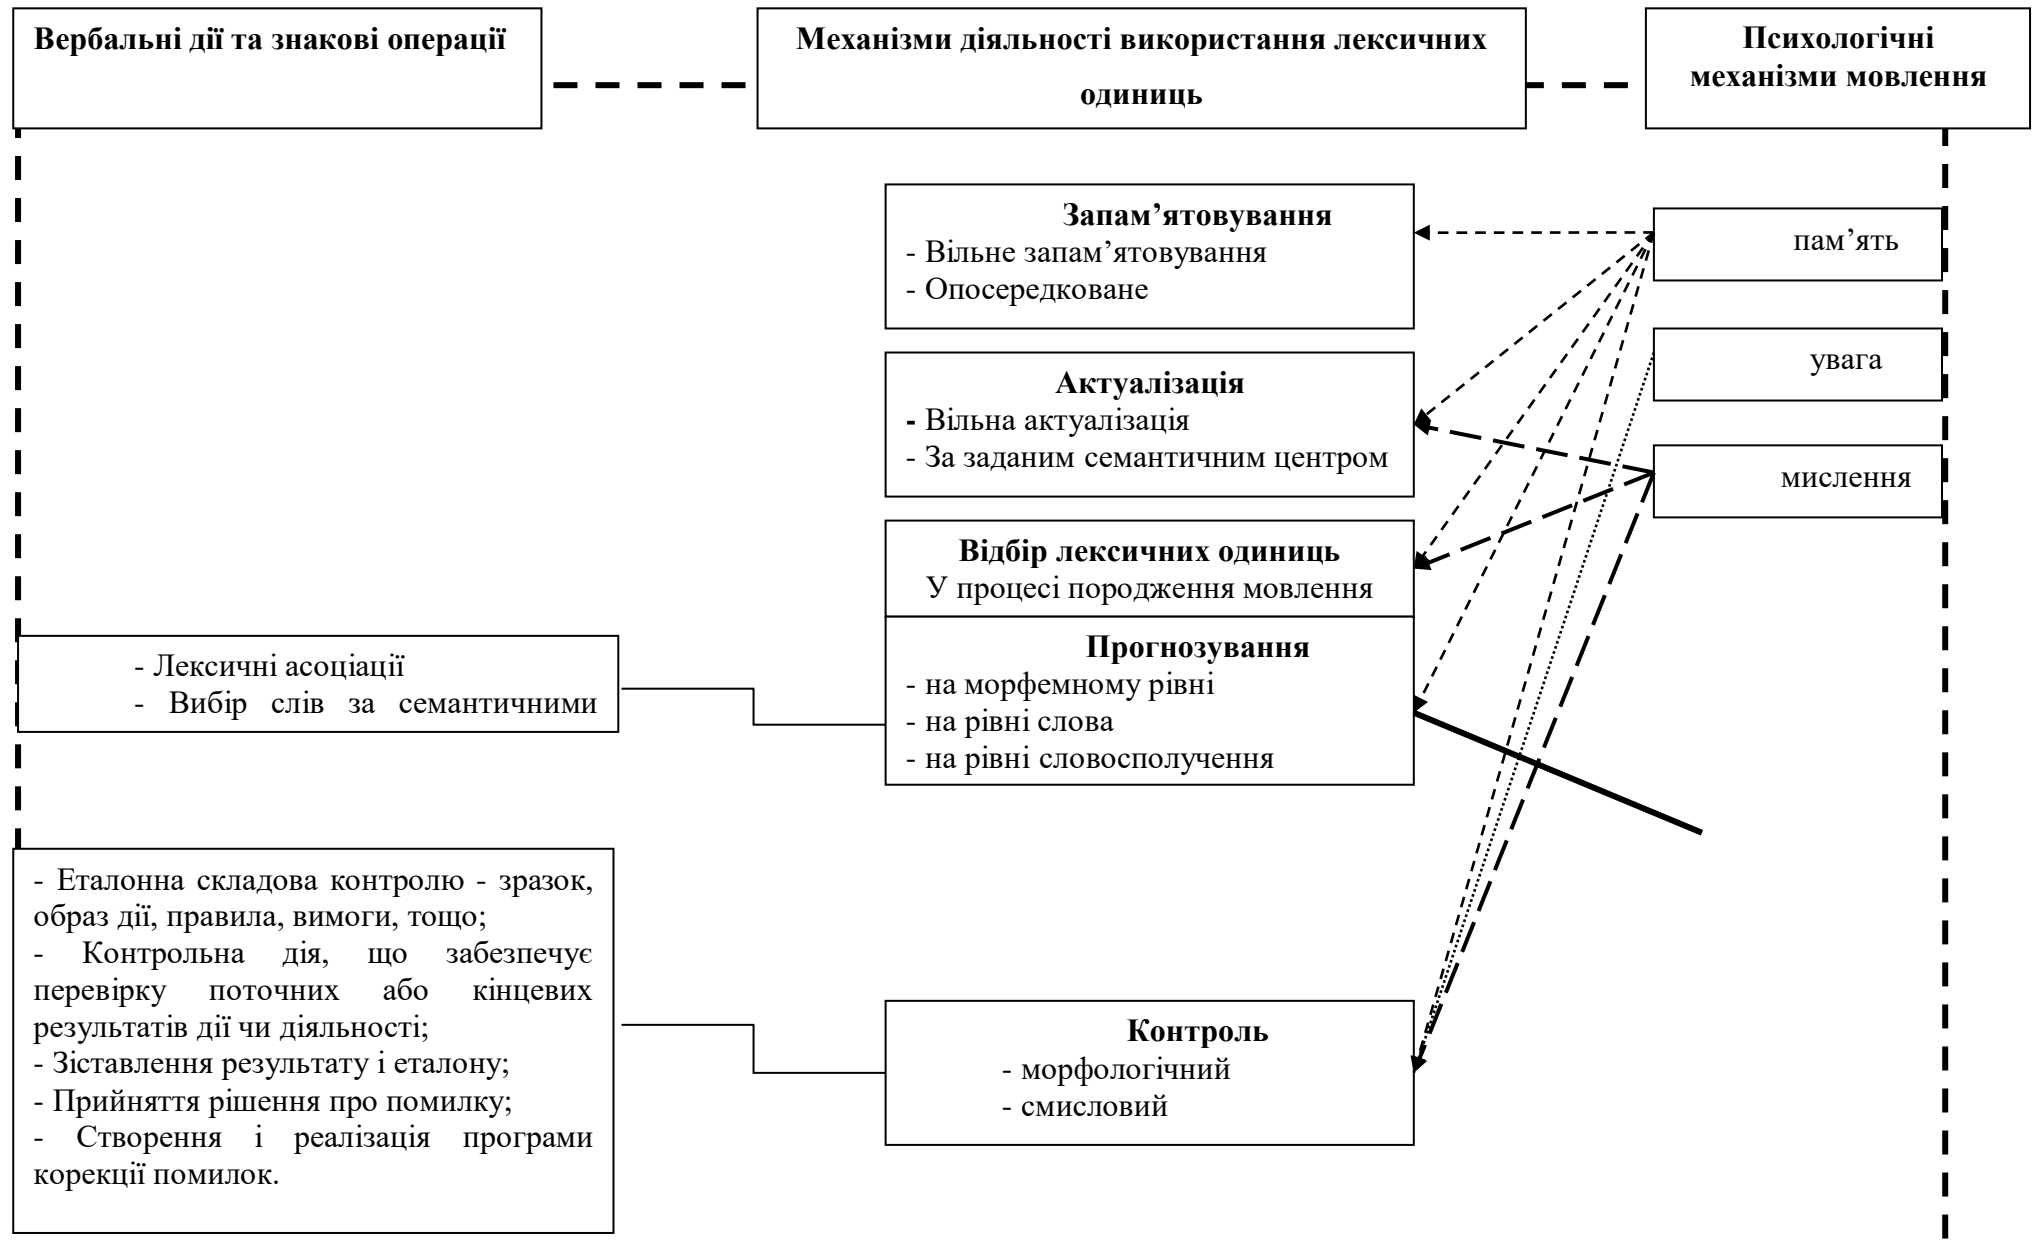 Вербальні дії та знакові операції
Механізми діяльності використання лексичних
одиниць
Психологічні
механізми мовлення
Запам’ятовування
- Вільне запам’ятовування
- Опосередковане
пам’ять
увага
Актуалізація
- Вільна актуалізація
- За заданим семантичним центром
мислення
Відбір лексичних одиниць
У процесі породження мовлення
- Лексичні асоціації
- Вибір слів за семантичними
Прогнозування
- на морфемному рівні
- на рівні слова
- на рівні словосполучення
- Еталонна складова контролю - зразок,
образ дії, правила, вимоги, тощо;
- Контрольна дія, що забезпечує
перевірку поточних або кінцевих
результатів дії чи діяльності;
- Зіставлення результату і еталону;
- Прийняття рішення про помилку;
- Створення і реалізація програми
корекції помилок.
Контроль
- морфологічний
- смисловий